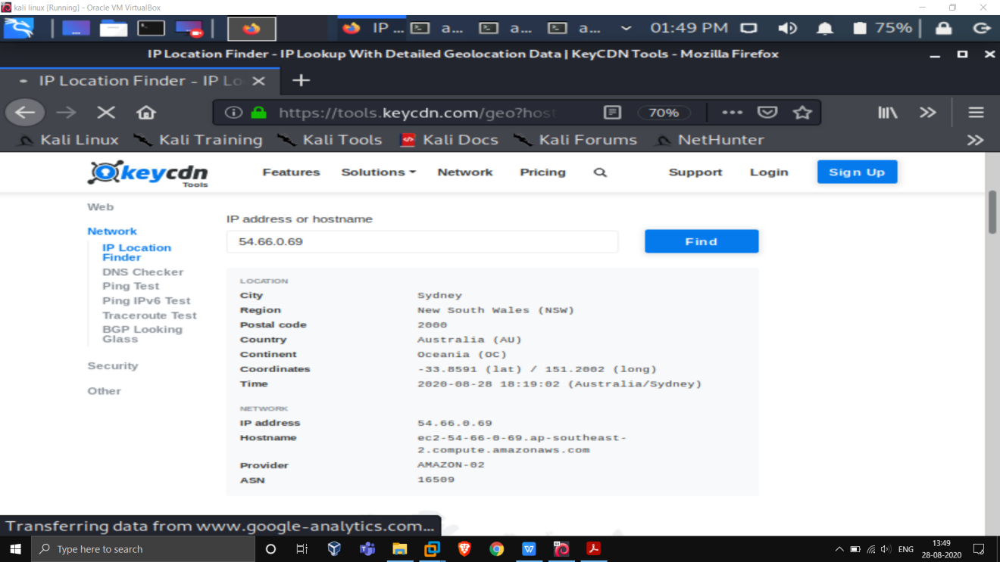 kali linux [Running] - Oracle VM VirtualBox
IP ... a... a... a... 01:49 PM 75%
IP Location Finder - IP Lookup With Detailed Geolocation Data | KeyCDN Tools - Mozilla Firefox
IP Location Finder - IP Lo
https://tools.keycdn.com/geo?host 70%
Kali Linux Kali Training Kali Tools Kali Docs Kali Forums NetHunter
keycdn Tools Features Solutions Network Pricing Support Login Sign Up
Web
Network
IP Location
Finder
DNS Checker
Ping Test
Ping IPv6 Test
Traceroute Test
BGP Looking
Glass
Security
Other
IP address or hostname
54.66.0.69 Find
LOCATION
City Sydney
Region New South Wales (NSW)
Postal code 2000
Country Australia (AU)
Continent Oceania (OC)
Coordinates -33.8591 (lat) / 151.2002 (long)
Time 2020-08-28 18:19:02 (Australia/Sydney)
NETWORK
IP address 54.66.0.69
Hostname ec2-54-66-0-69.ap-southeast-
2.compute.amazonaws.com
Provider AMAZON-02
ASN 16509
Transferring data from www.google-analytics.com...
Type here to search ENG 13:49
28-08-2020